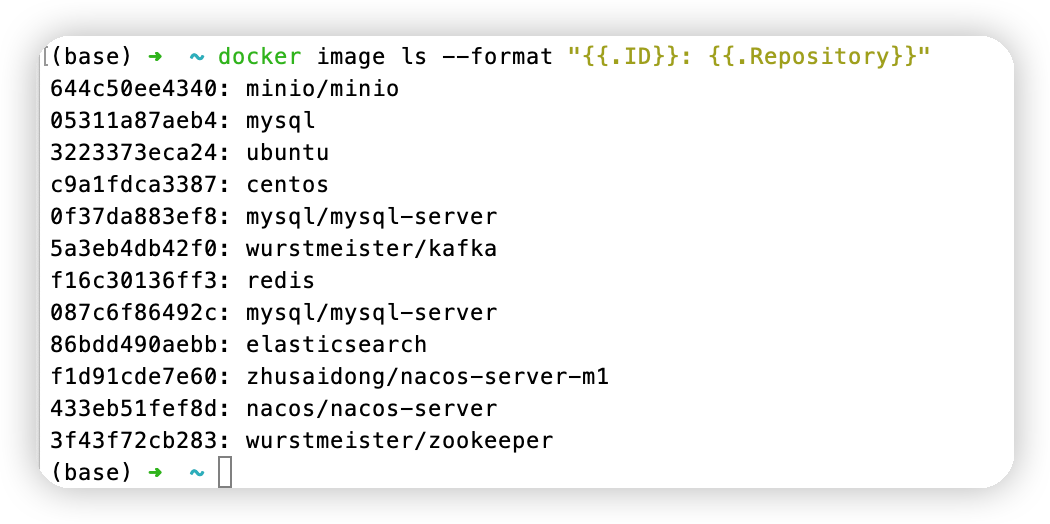 (base) ➜ ~ docker image ls --format "{{.ID}}: {{.Repository}}"
644c50ee4340: minio/minio
05311a87aeb4: mysql
3223373eca24: ubuntu
c9a1fdca3387: centos
0f37da883ef8: mysql/mysql-server
5a3eb4db42f0: wurstmeister/kafka
f16c30136ff3: redis
087c6f86492c: mysql/mysql-server
86bdd490aebb: elasticsearch
f1d91cde7e60: zhusaidong/nacos-server-m1
433eb51fef8d: nacos/nacos-server
3f43f72cb283: wurstmeister/zookeeper
(base) ➜ ~